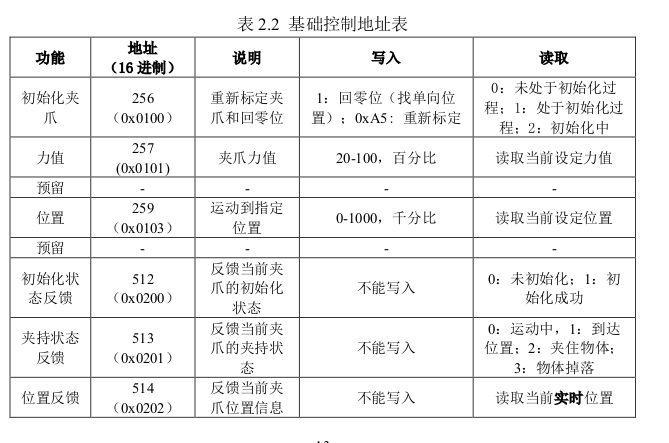 表 2.2 基础控制地址表
功能 地址（16 进制） 说明 写入 读取
初始化夹爪 256（0x0100） 重新标定夹爪和回零位 1：回零位（找单向位置）；0xA5：重新标定 0：未处于初始化过程；1：处于初始化过程；2：初始化中
力值 257 (0x0101) 夹爪力值 20-100，百分比 读取当前设定力值
预留 - - - -
位置 259（0x0103） 运动到指定位置 0-1000，千分比 读取当前设定位置
预留 - - - -
初始化状态反馈 512（0x0200） 反馈当前夹爪的初始化状态 不能写入 0：未初始化；1：初始化成功
夹持状态反馈 513（0x0201） 反馈当前夹爪的夹持状态 不能写入 0：运动中，1：到达位置；2：夹住物体；3：物体掉落
位置反馈 514（0x0202） 反馈当前夹爪位置信息 不能写入 读取当前实时位置